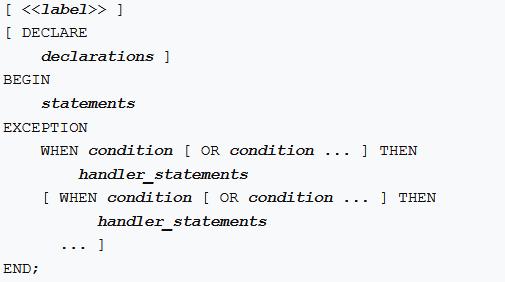 [ <<label>> ]
[ DECLARE
declarations ]
BEGIN
statements
EXCEPTION
WHEN condition [ OR condition ... ] THEN
handler_statements
[ WHEN condition [ OR condition ... ] THEN
handler_statements
... ]
END;